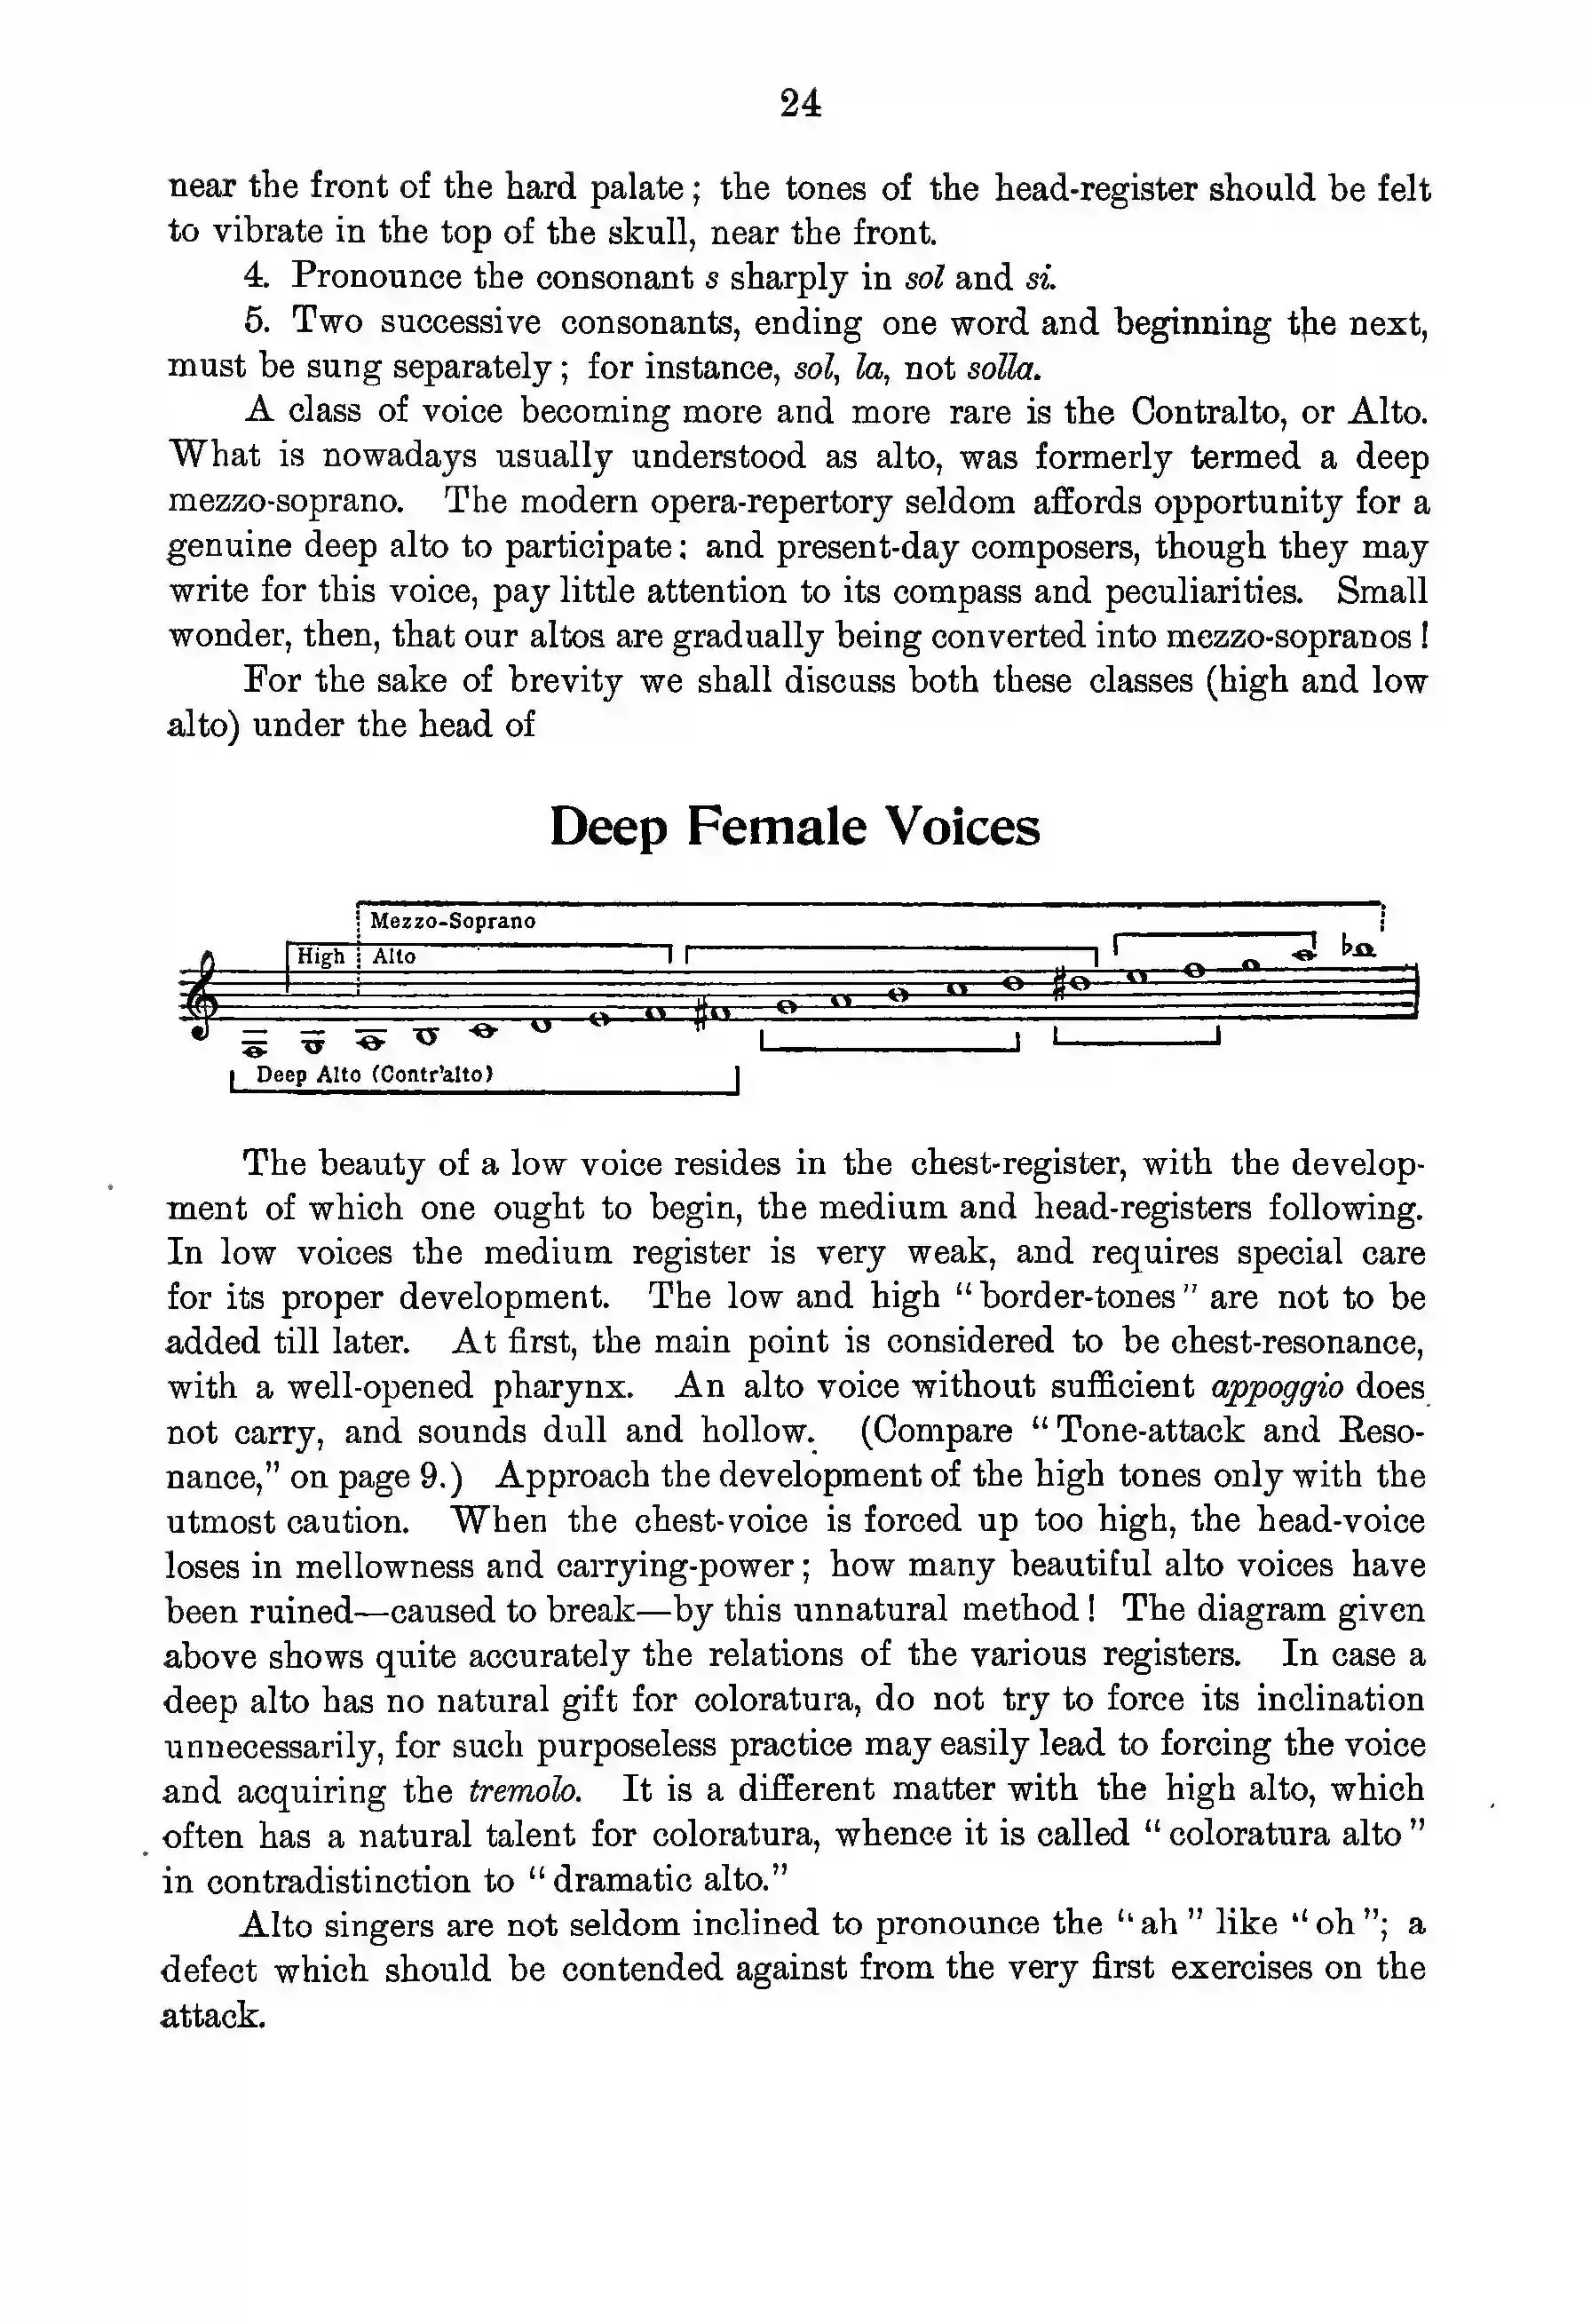 24
near the front of the hard palate; the tones of the head-register should be felt
to vibrate in the top of the skull, near the front.
4. Pronounce the consonant s sharply in sol and si.
5. Two successive consonants, ending one word and beginning the next,
must be sung separately; for instance, sol, la, not solla.
A class of voice becoming more and more rare is the Contralto, or Alto.
What is nowadays usually understood as alto, was formerly termed a deep
mezzo-soprano. The modern opera-repertory seldom affords opportunity for a
genuine deep alto to participate; and present-day composers, though they may
write for this voice, pay little attention to its compass and peculiarities. Small
wonder, then, that our altos are gradually being converted into mezzo-sopranos!
For the sake of brevity we shall discuss both these classes (high and low
alto) under the head of
Deep Female Voices
Mezzo-Soprano
High Alto
Deep Alto (Contr'alto)
The beauty of a low voice resides in the chest-register, with the develop-
ment of which one ought to begin, the medium and head-registers following.
In low voices the medium register is very weak, and requires special care
for its proper development. The low and high "border-tones" are not to be
added till later. At first, the main point is considered to be chest-resonance,
with a well-opened pharynx. An alto voice without sufficient appoggio does
not carry, and sounds dull and hollow. (Compare "Tone-attack and Reso-
nance," on page 9.) Approach the development of the high tones only with the
utmost caution. When the chest-voice is forced up too high, the head-voice
loses in mellowness and carrying-power; how many beautiful alto voices have
been ruined—caused to break—by this unnatural method! The diagram given
above shows quite accurately the relations of the various registers. In case a
deep alto has no natural gift for coloratura, do not try to force its inclination
unnecessarily, for such purposeless practice may easily lead to forcing the voice
and acquiring the tremolo. It is a different matter with the high alto, which
often has a natural talent for coloratura, whence it is called "coloratura alto"
in contradistinction to "dramatic alto."
Alto singers are not seldom inclined to pronounce the "ah" like "oh"; a
defect which should be contended against from the very first exercises on the
attack.